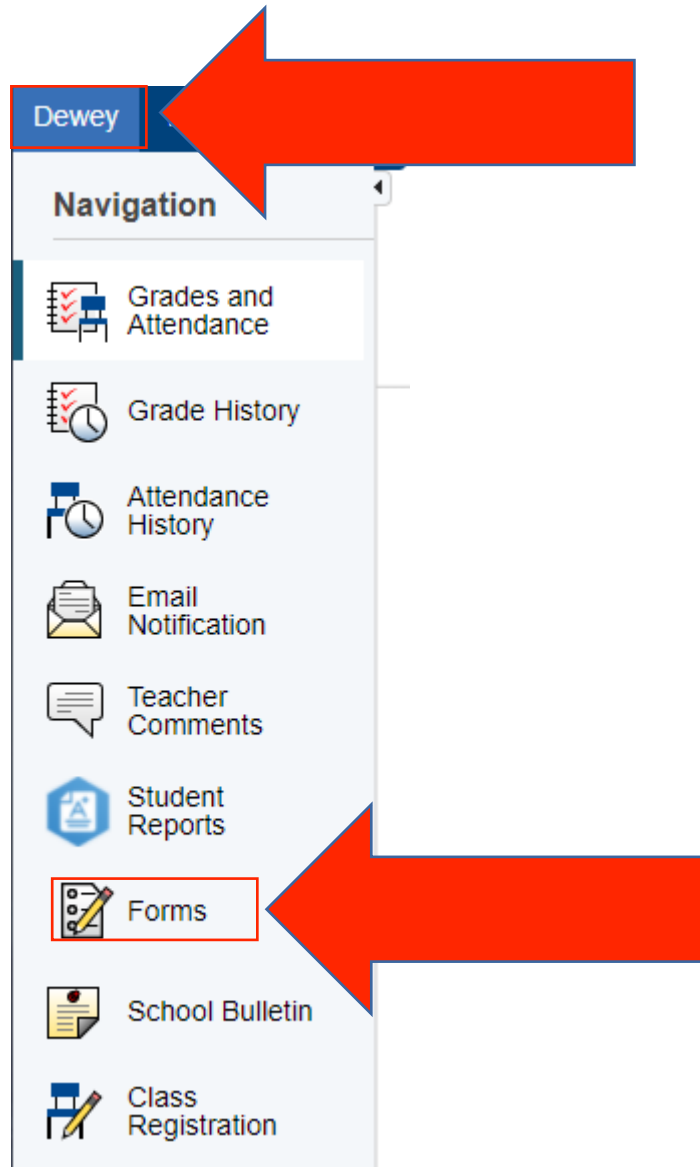 Dewey
Navigation
Grades and
Attendance
Grade History
Attendance
History
Email
Notification
Teacher
Comments
Student
Reports
Forms
School Bulletin
Class
Registration